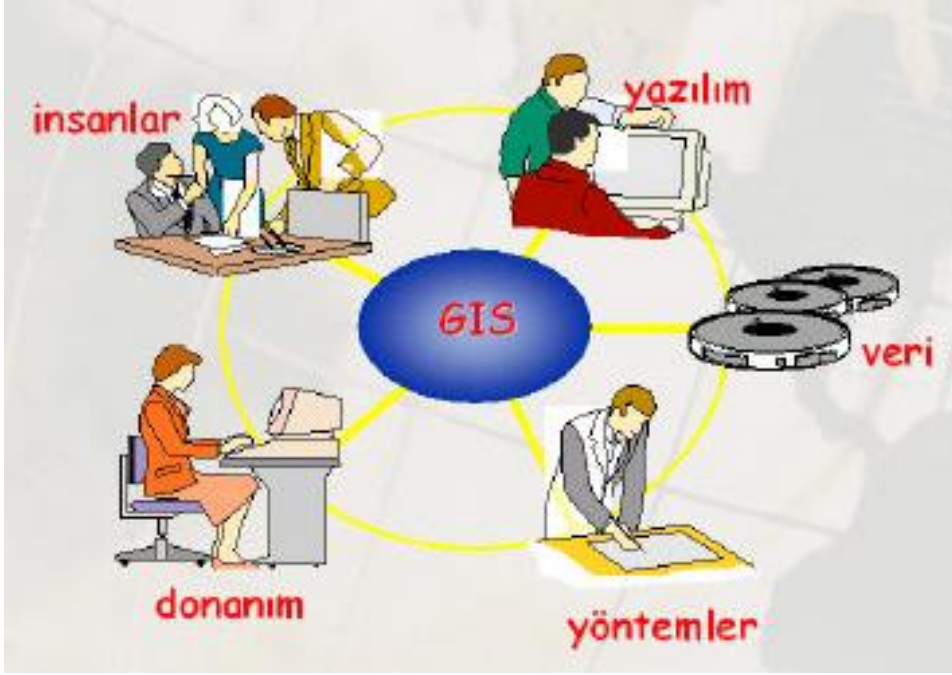 insanlar
yazılım
GIS
veri
donanım
yöntemler